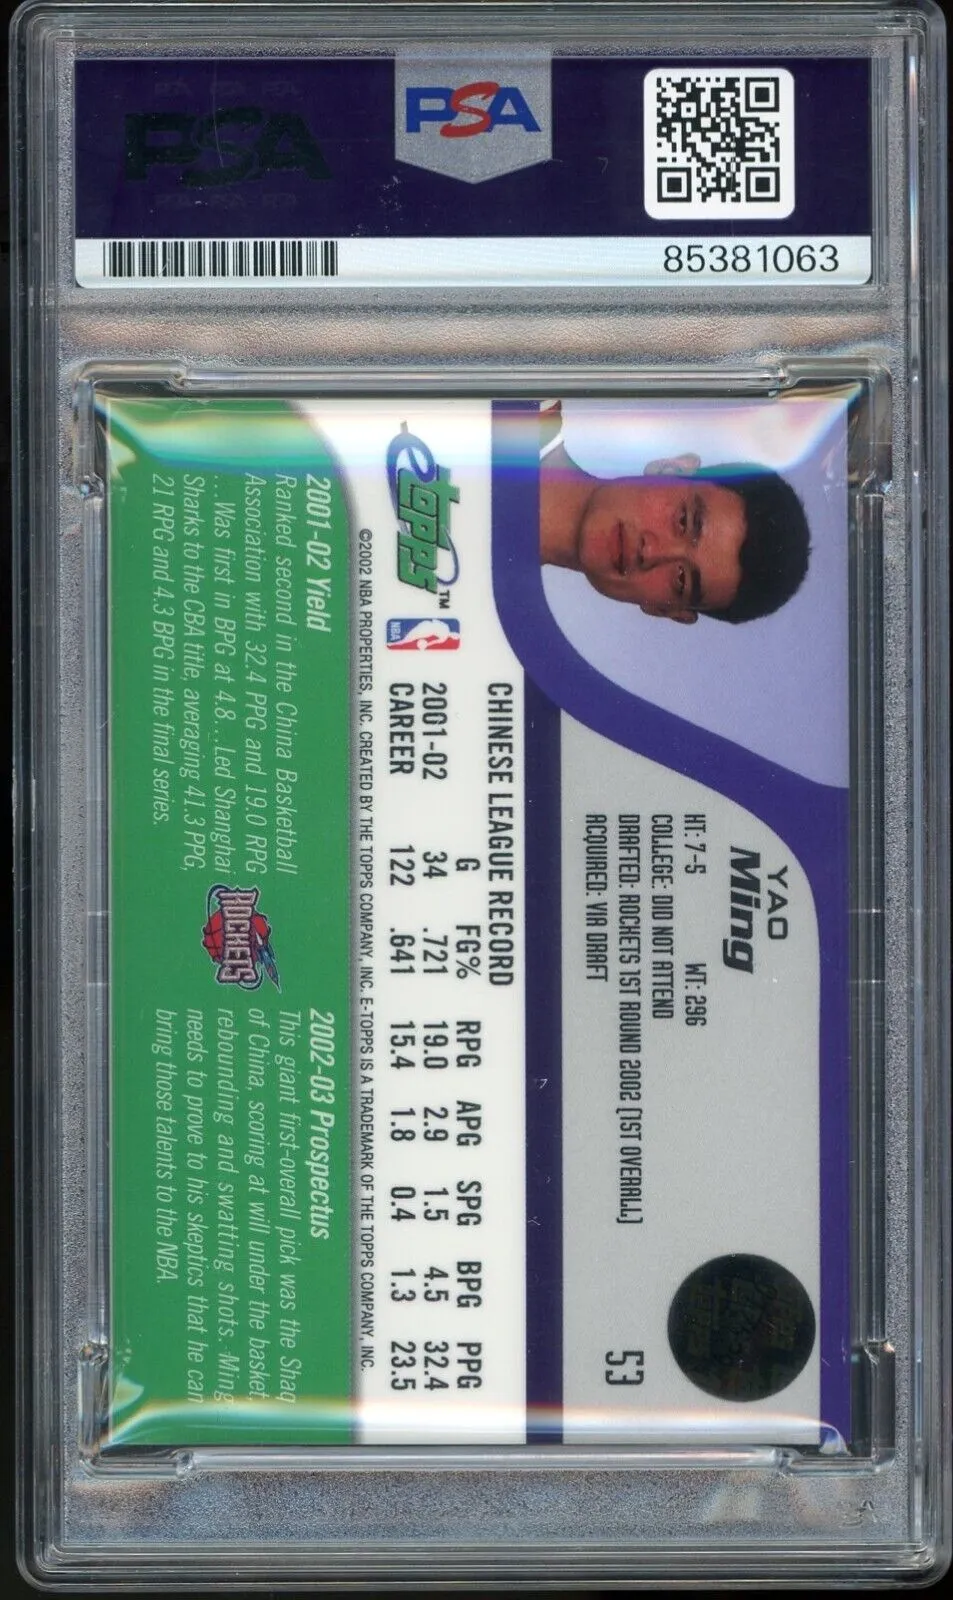 PSA
PSA
85381063
YAO
Ming
HT: 7-5 WT: 296
COLLEGE: DID NOT ATTEND
DRAFTED: ROCKETS 1ST ROUND 2002 (1ST OVERALL)
ACQUIRED: VIA DRAFT
53
CHINESE LEAGUE RECORD
G FG% RPG APG SPG BPG PPG
2001-02 34 .721 19.0 2.9 1.5 4.5 32.4
CAREER 122 .641 15.4 1.8 0.4 1.3 23.5
eTopps™
NBA
©2002 NBA PROPERTIES, INC. CREATED BY THE TOPPS COMPANY, INC. E-TOPPS IS A TRADEMARK OF THE TOPPS COMPANY, INC.
2001-02 Yield
Ranked second in the China Basketball
Association with 32.4 PPG and 19.0 RPG
...Was first in BPG at 4.8...Led Shanghai
Sharks to the CBA title, averaging 41.3 PPG,
21 RPG and 4.3 BPG in the final series.
ROCKETS
2002-03 Prospectus
This giant first-overall pick was the Shaq
of China, scoring at will under the basket,
rebounding and swatting shots. Ming
needs to prove to his skeptics that he can
bring those talents to the NBA.